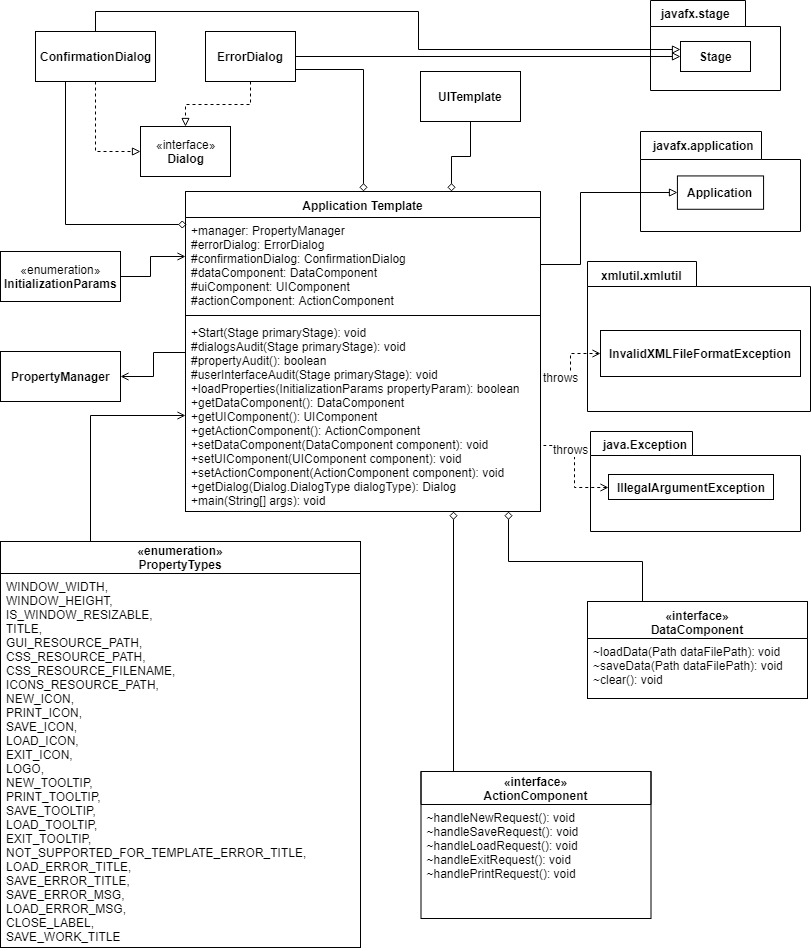 javafx.stage
ConfirmationDialog
ErrorDialog
Stage
UITemplate
«interface»
Dialog
javafx.application
Application
Application Template
+manager: PropertyManager
#errorDialog: ErrorDialog
#confirmationDialog: ConfirmationDialog
#dataComponent: DataComponent
#uiComponent: UIComponent
#actionComponent: ActionComponent
+Start(Stage primaryStage): void
#dialogsAudit(Stage primaryStage): void
#propertyAudit(): boolean
#userInterfaceAudit(Stage primaryStage): void
+loadProperties(InitializationParams propertyParam): boolean
+getDataComponent(): DataComponent
+getUIComponent(): UIComponent
+getActionComponent(): ActionComponent
+setDataComponent(DataComponent component): void
+setUIComponent(UIComponent component): void
+setActionComponent(ActionComponent component): void
+getDialog(Dialog.DialogType dialogType): Dialog
+main(String[] args): void
«enumeration»
InitializationParams
PropertyManager
xmlutil.xmlutil
InvalidXMLFileFormatException
throws
java.Exception
throws
IllegalArgumentException
«enumeration»
PropertyTypes
WINDOW_WIDTH,
WINDOW_HEIGHT,
IS_WINDOW_RESIZABLE,
TITLE,
GUI_RESOURCE_PATH,
CSS_RESOURCE_PATH,
CSS_RESOURCE_FILENAME,
ICONS_RESOURCE_PATH,
NEW_ICON,
PRINT_ICON,
SAVE_ICON,
LOAD_ICON,
EXIT_ICON,
LOGO,
NEW_TOOLTIP,
PRINT_TOOLTIP,
SAVE_TOOLTIP,
LOAD_TOOLTIP,
EXIT_TOOLTIP,
NOT_SUPPORTED_FOR_TEMPLATE_ERROR_TITLE,
LOAD_ERROR_TITLE,
SAVE_ERROR_TITLE,
SAVE_ERROR_MSG,
LOAD_ERROR_MSG,
CLOSE_LABEL,
SAVE_WORK_TITLE
«interface»
DataComponent
~loadData(Path dataFilePath): void
~saveData(Path dataFilePath): void
~clear(): void
«interface»
ActionComponent
~handleNewRequest(): void
~handleSaveRequest(): void
~handleLoadRequest(): void
~handleExitRequest(): void
~handlePrintRequest(): void